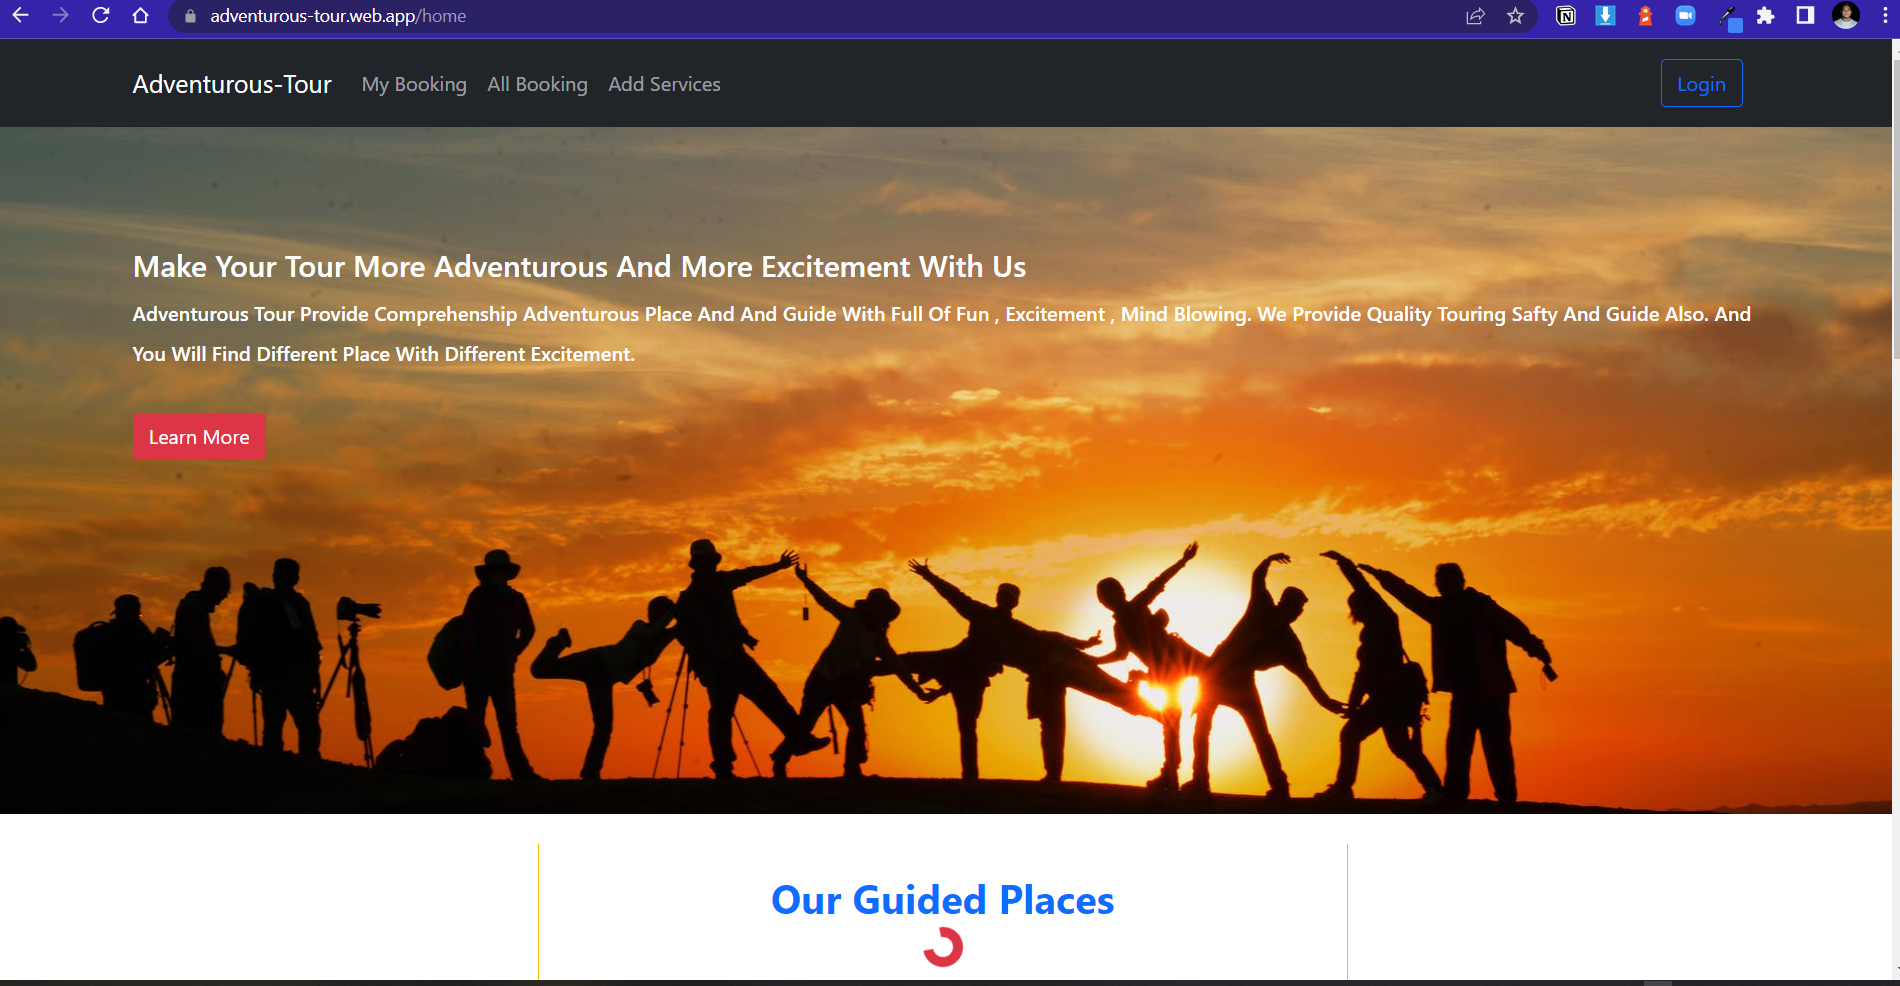 adventurous-tour.web.app/home
Adventurous-Tour My Booking All Booking Add Services Login
Make Your Tour More Adventurous And More Excitement With Us
Adventurous Tour Provide Comprehenship Adventurous Place And And Guide With Full Of Fun , Excitement , Mind Blowing. We Provide Quality Touring Safty And Guide Also. And
You Will Find Different Place With Different Excitement.
Learn More
Our Guided Places